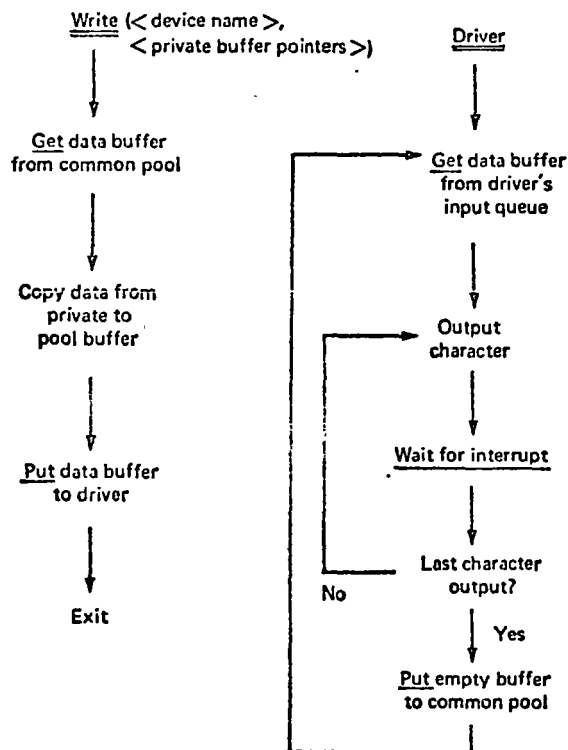 Write (< device name >,
< private buffer pointers >)
Get data buffer
from common pool
Copy data from
private to
pool buffer
Put data buffer
to driver
Exit
Driver
Get data buffer
from driver's
input queue
Output
character
Wait for interrupt
Last character
output?
No
Yes
Put empty buffer
to common pool